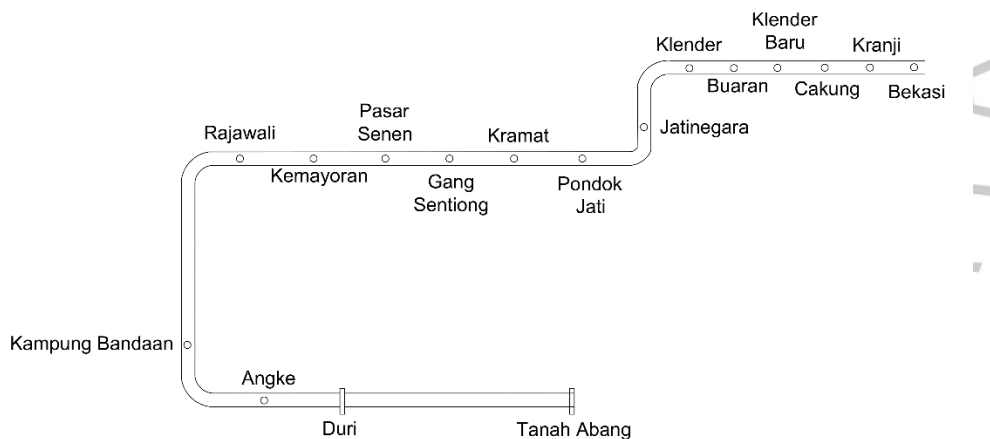 Klender
Klender
Baru
Kranji
Buaran
Cakung
Bekasi
Jatinegara
Rajawali
Pasar
Senen
Kramat
Kemayoran
Gang
Sentiong
Pondok
Jati
Kampung Bandaan
Angke
Duri
Tanah Abang